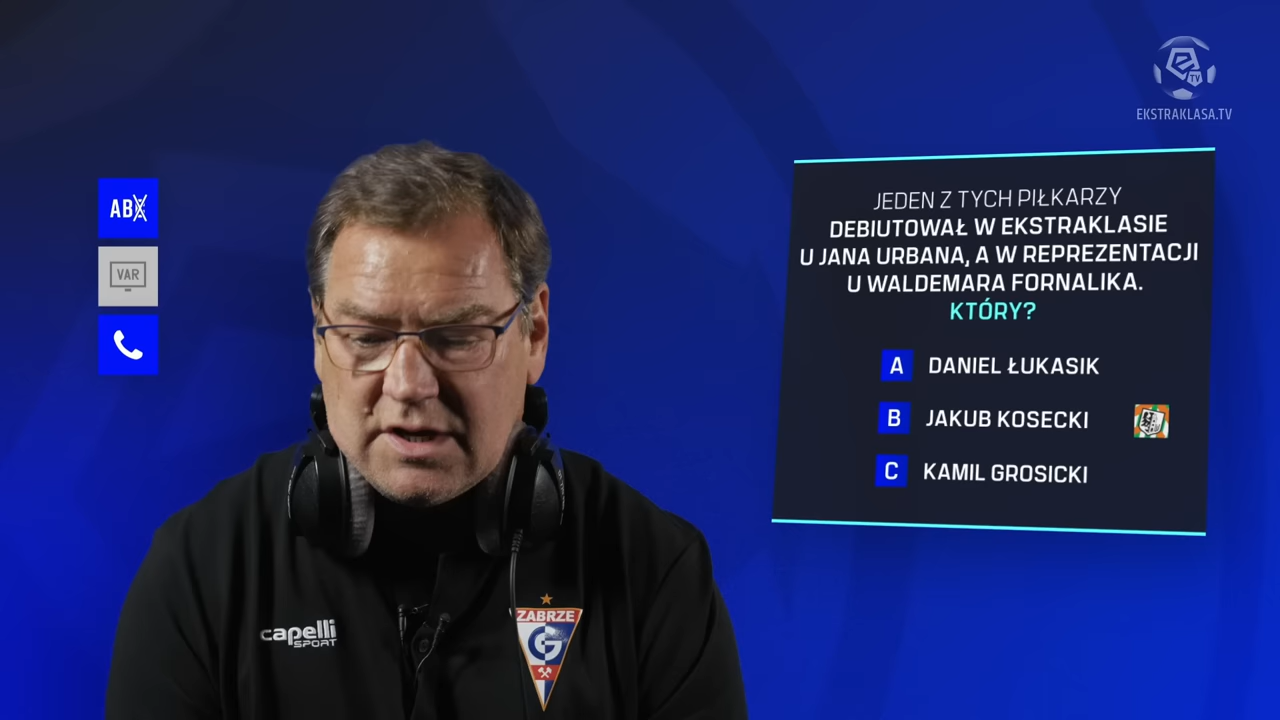 EKSTRAKLASA.TV
ABX
VAR
JEDEN Z TYCH PIŁKARZY
DEBIUTOWAŁ W EKSTRAKLASIE
U JANA URBANA, A W REPREZENTACJI
U WALDEMARA FORNALIKA.
KTÓRY?
A DANIEL ŁUKASIK
B JAKUB KOSECKI
C KAMIL GROSICKI
capelli
SPORT
ZABRZE
G